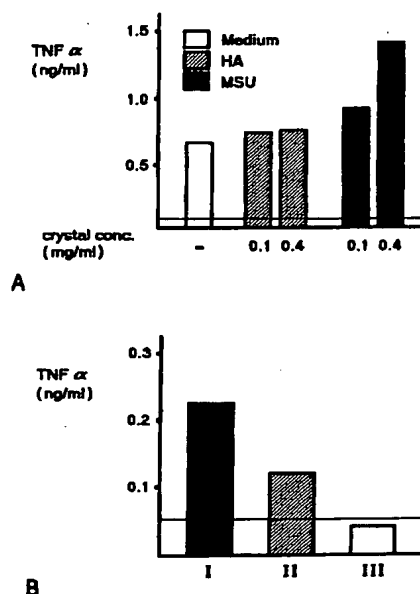 TNF α
(ng/ml)
1.5
1.0
0.5
Medium
HA
MSU
crystal conc.
(mg/ml)
- 0.1 0.4 0.1 0.4
A
TNF α
(ng/ml)
0.3
0.2
0.1
I II III
B